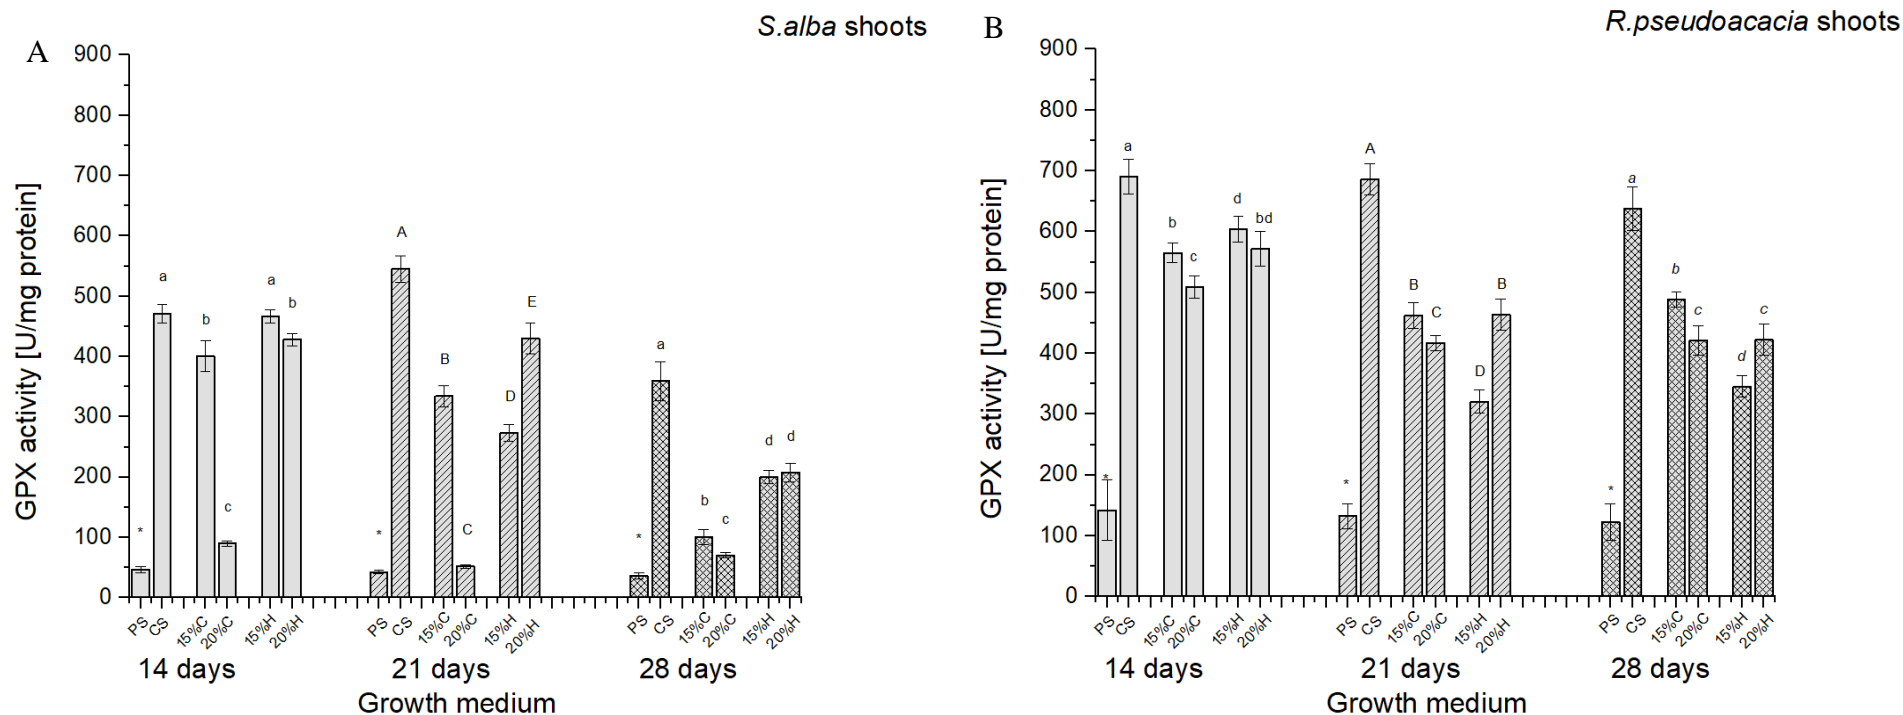 A
S.alba shoots
GPX activity [U/mg protein]
900
800
700
600
500
400
300
200
100
0
* a b c a b
* A B C D E
* a b c d d
PS CS 15%C 20%C 15%H 20%H
PS CS 15%C 20%C 15%H 20%H
PS CS 15%C 20%C 15%H 20%H
14 days 21 days 28 days
Growth medium
B
R.pseudoacacia shoots
GPX activity [U/mg protein]
900
800
700
600
500
400
300
200
100
0
* a b c d bd
* A B C D B
* a b c d c
PS CS 15%C 20%C 15%H 20%H
PS CS 15%C 20%C 15%H 20%H
PS CS 15%C 20%C 15%H 20%H
14 days 21 days 28 days
Growth medium